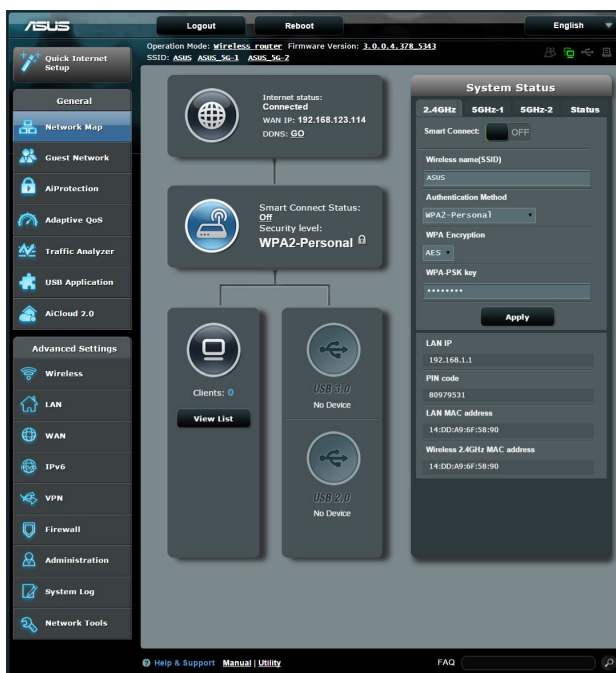 ASUS
Logout
Reboot
English
Operation Mode: Wireless router Firmware Version: 3.0.0.4.378_5343
SSID: ASUS ASUS_5G-1 ASUS_5G-2
Quick Internet
Setup
General
Network Map
Guest Network
AiProtection
Adaptive QoS
Traffic Analyzer
USB Application
AiCloud 2.0
Advanced Settings
Wireless
LAN
WAN
IPv6
VPN
Firewall
Administration
System Log
Network Tools
Internet status:
Connected
WAN IP: 192.168.123.114
DDNS: GO
Smart Connect Status:
Off
Security level:
WPA2-Personal
Clients: 0
View List
USB 3.0
No Device
USB 2.0
No Device
System Status
2.4GHz 5GHz-1 5GHz-2 Status
Smart Connect: OFF
Wireless name(SSID)
ASUS
Authentication Method
WPA2-Personal
WPA Encryption
AES
WPA-PSK key
••••••••
Apply
LAN IP
192.168.1.1
PIN code
80979531
LAN MAC address
14:DD:A9:6F:58:90
Wireless 2.4GHz MAC address
14:DD:A9:6F:58:90
Help & Support Manual | Utility
FAQ